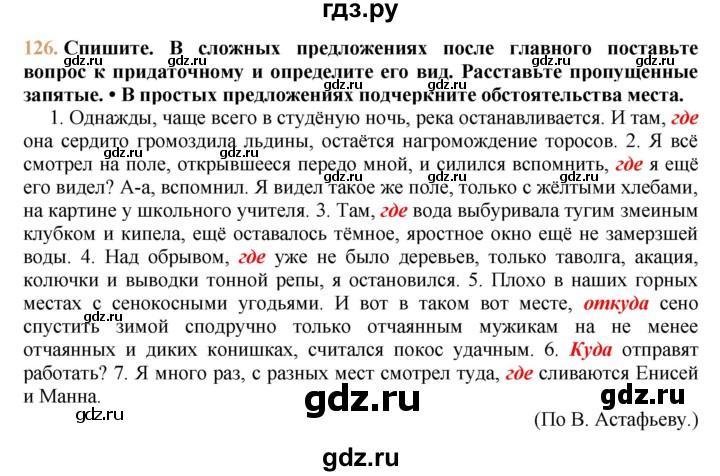 гдз.ру
126. Спишите. В сложных предложениях после главного поставьте
вопрос к придаточному и определите его вид. Расставьте пропущенные
запятые. • В простых предложениях подчеркните обстоятельства места.
1. Однажды, чаще всего в студёную ночь, река останавливается. И там, где
она сердито громоздила льдины, остаётся нагромождение торосов. 2. Я всё
смотрел на поле, открывшееся передо мной, и силился вспомнить, где я ещё
его видел? А-а, вспомнил. Я видел такое же поле, только с жёлтыми хлебами,
на картине у школьного учителя. 3. Там, где вода выбуривала тугим змеиным
клубком и кипела, ещё оставалось тёмное, яростное окно ещё не замерзшей
воды. 4. Над обрывом, где уже не было деревьев, только таволга, акация,
колючки и выводки тонной репы, я остановился. 5. Плохо в наших горных
местах с сенокосными угодьями. И вот в таком вот месте, откуда сено
спустить зимой сподручно только отчаянным мужикам на не менее
отчаянных и диких конишках, считался покос удачным. 6. Куда отправят
работать? 7. Я много раз, с разных мест смотрел туда, где сливаются Енисей
и Манна.
gdz.ru
(По В. Астафьеву.)
gdz.ru